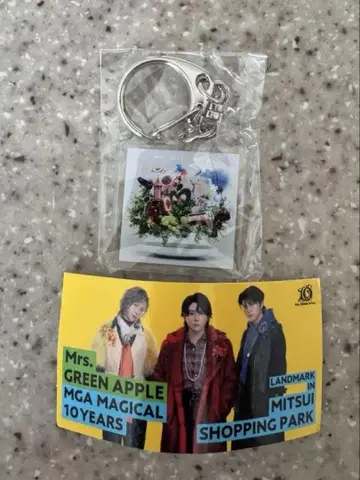 Mrs.
GREEN APPLE
MGA MAGICAL
10 YEARS
LANDMARK
IN
MITSUI
SHOPPING PARK